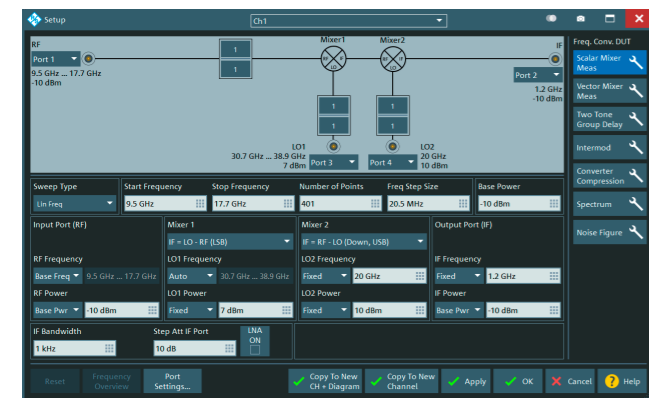 Setup
Ch1
RF
Port 1
9.5 GHz ... 17.7 GHz
-10 dBm
1
1
Mixer1
Mixer2
RF IF
LO
RF IF
LO
IF
Port 2
1.2 GHz
-10 dBm
1
1
1
1
LO1
30.7 GHz ... 38.9 GHz
7 dBm
Port 3
Port 4
LO2
20 GHz
10 dBm
Freq. Conv. DUT
Scalar Mixer
Meas
Vector Mixer
Meas
Two Tone
Group Delay
Intermod
Converter
Compression
Spectrum
Noise Figure
Sweep Type
Start Frequency
Stop Frequency
Number of Points
Freq Step Size
Base Power
Lin Freq
9.5 GHz
17.7 GHz
401
20.5 MHz
-10 dBm
Input Port (RF)
Mixer 1
Mixer 2
Output Port (IF)
IF = LO - RF (LSB)
IF = RF - LO (Down, USB)
RF Frequency
LO1 Frequency
LO2 Frequency
IF Frequency
Base Freq
9.5 GHz ... 17.7 GHz
Auto
30.7 GHz ... 38.9 GHz
Fixed
20 GHz
Fixed
1.2 GHz
RF Power
LO1 Power
LO2 Power
IF Power
Base Pwr
-10 dBm
Fixed
7 dBm
Fixed
10 dBm
Base Pwr
-10 dBm
IF Bandwidth
Step Att IF Port
LNA
ON
1 kHz
10 dB
Reset
Frequency
Overview
Port
Settings...
Copy To New
CH + Diagram
Copy To New
Channel
Apply
OK
Cancel
Help